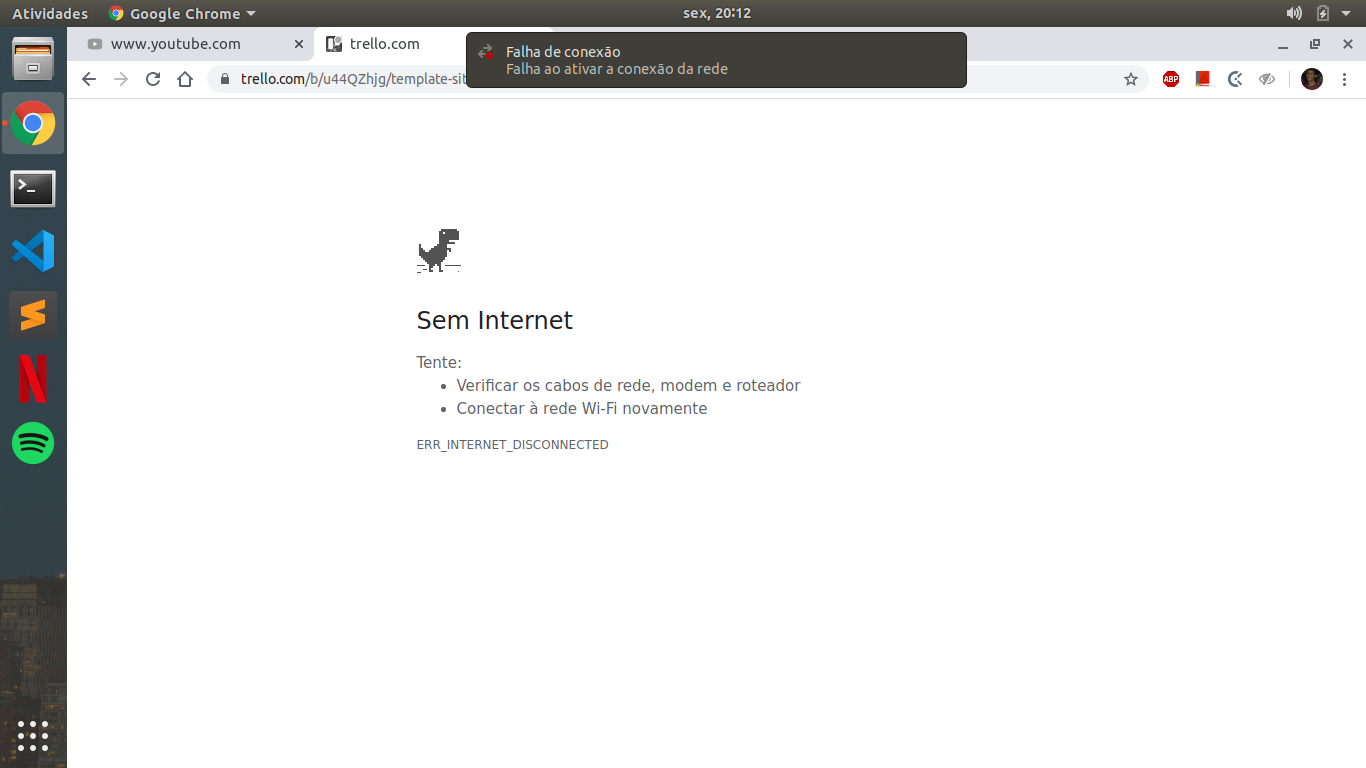 Atividades Google Chrome sex, 20:12
www.youtube.com trello.com
Falha de conexão
Falha ao ativar a conexão da rede
trello.com/b/u44QZhjg/template-sit
ABP
Sem Internet
Tente:
• Verificar os cabos de rede, modem e roteador
• Conectar à rede Wi-Fi novamente
ERR_INTERNET_DISCONNECTED